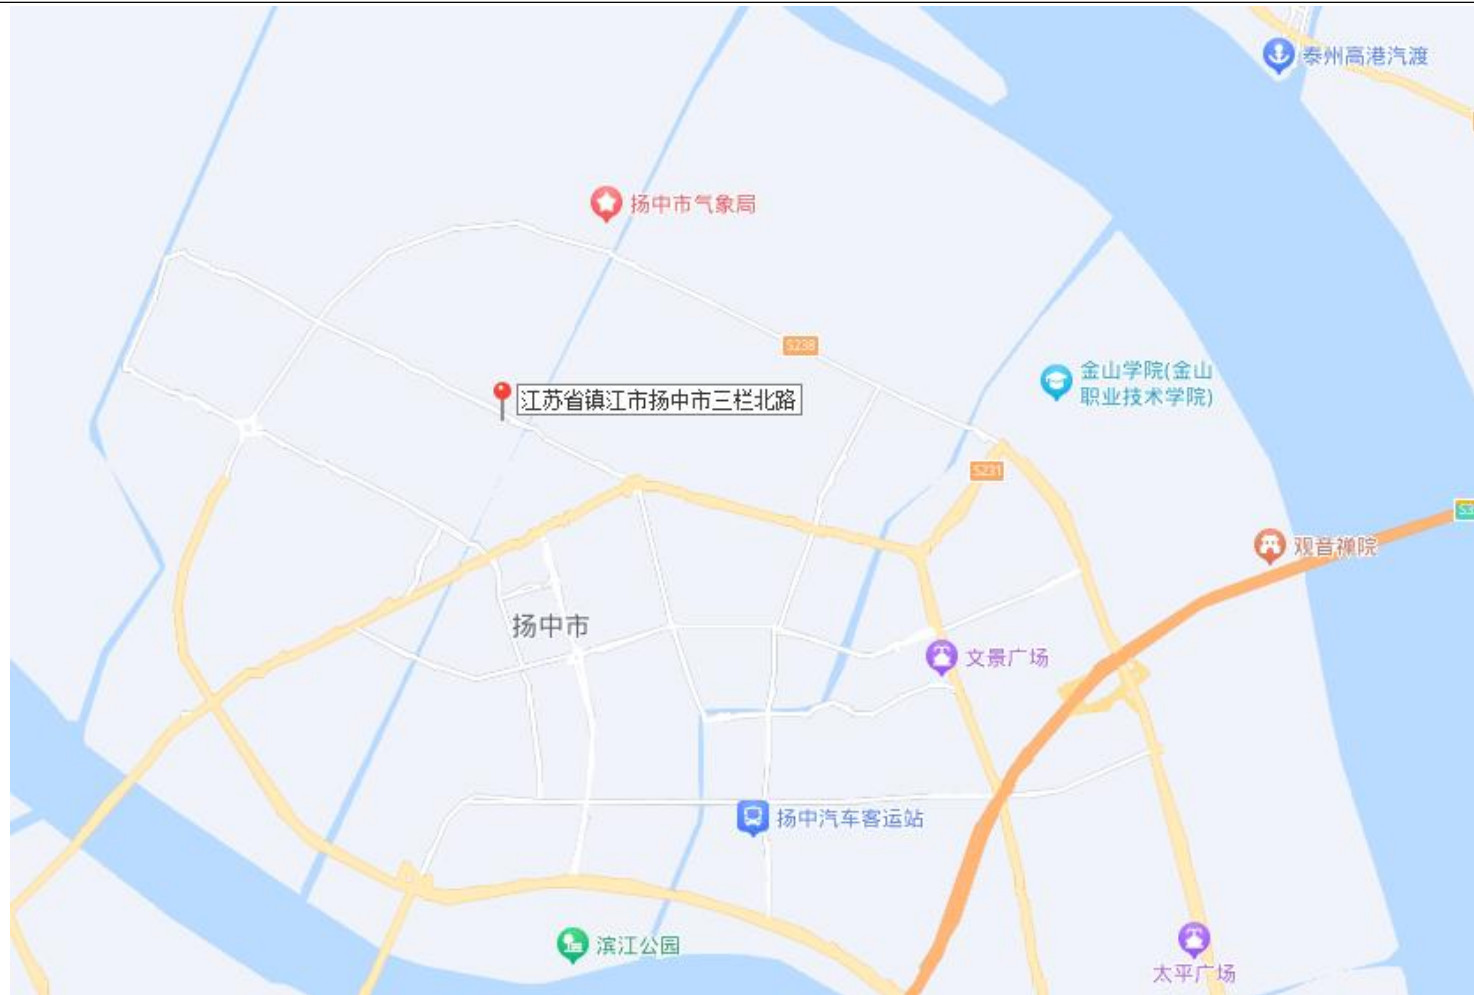 泰州高港汽渡
扬中市气象局
S238
金山学院(金山
职业技术学院)
江苏省镇江市扬中市三栏北路
S231
S3
观音禅院
扬中市
文景广场
扬中汽车客运站
滨江公园
太平广场